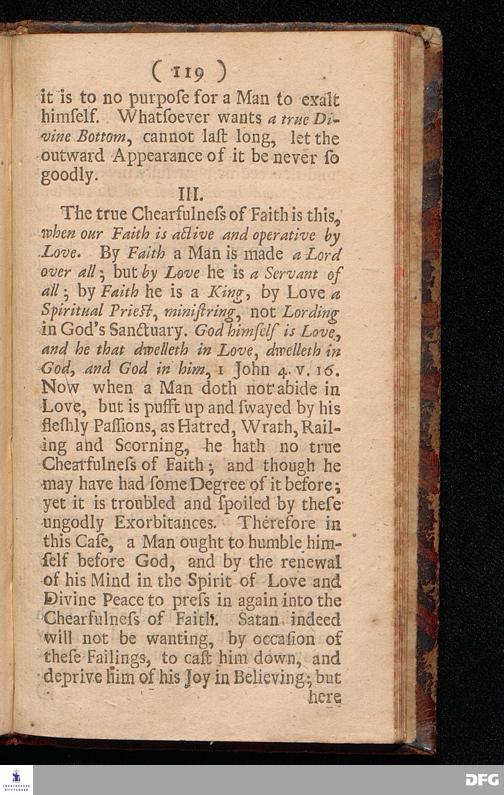 ( 119 )
it is to no purpoſe for a Man to exalt
himſelf. Whatſoever wants a true Di-
vine Bottom, cannot laſt long, let the
outward Appearance of it be never ſo
goodly.
III.
The true Chearfulneſs of Faith is this,
when our Faith is active and operative by
Love. By Faith a Man is made a Lord
over all; but by Love he is a Servant of
all; by Faith he is a King, by Love a
Spiritual Prieſt, miniſtring, not Lording
in God's Sanctuary. God himſelf is Love,
and he that dwelleth in Love, dwelleth in
God, and God in him, 1 John 4. v. 16.
Now when a Man doth not abide in
Love, but is pufft up and ſwayed by his
fleſhly Paſſions, as Hatred, Wrath, Rail-
ing and Scorning, he hath no true
Chearfulneſs of Faith; and though he
may have had ſome Degree of it before;
yet it is troubled and ſpoiled by theſe
ungodly Exorbitances. Therefore in
this Caſe, a Man ought to humble him-
ſelf before God, and by the renewal
of his Mind in the Spirit of Love and
Divine Peace to preſs in again into the
Chearfulneſs of Faith. Satan indeed
will not be wanting, by occaſion of
theſe Failings, to caſt him down, and
deprive him of his Joy in Believing; but
here
FRANCKESCHE
STIFTUNGEN
DFG